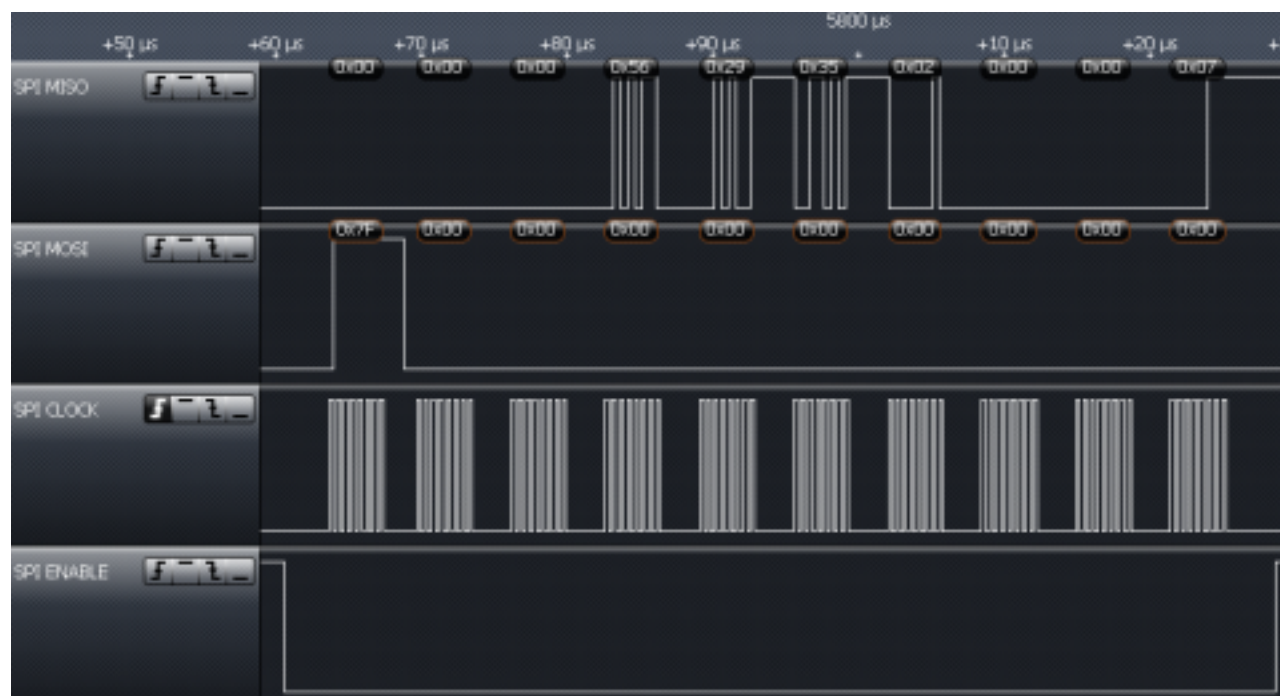 5800 µs
+50 µs +60 µs +70 µs +80 µs +90 µs +10 µs +20 µs +
SPI MISO 0x00 0x00 0x00 0x56 0x29 0x35 0x02 0x00 0x00 0x07
SPI MOSI 0x7F 0x00 0x00 0x00 0x00 0x00 0x00 0x00 0x00 0x00
SPI CLOCK
SPI ENABLE